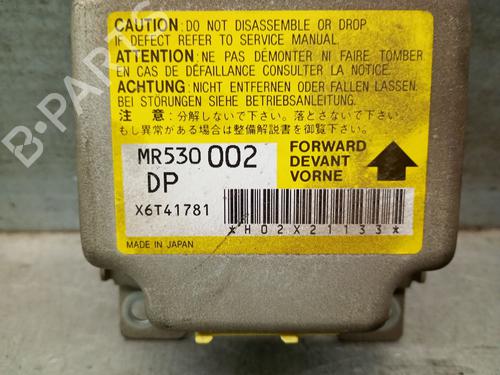 CAUTION : DO NOT DISASSEMBLE OR DROP.
IF DEFECT REFER TO SERVICE MANUAL.
ATTENTION : NE PAS DÉMONTER NI FAIRE TOMBER
EN CAS DE DÉFAILLANCE CONSULTER LA NOTICE.
ACHTUNG : NICHT ENTFERNEN ODER FALLEN LASSEN.
BEI STORUNGEN SIEHE BETRIEBSANLEITUNG.
注 意 : 分解しないで下さい。落とさないで下さい。
もし異常がある場合は整備解説書を御覧下さい。
MR530 002
DP
X6T41781
FORWARD
DEVANT
VORNE
*H02X21133*
MADE IN JAPAN
B-PARTS